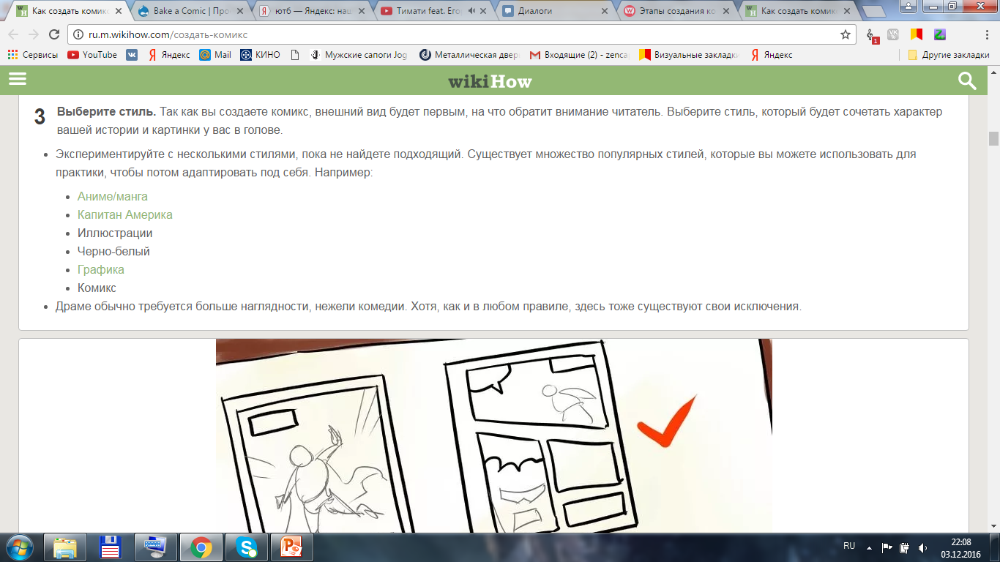 Как создать комикс
Bake a Comic | Про
ютб — Яндекс: наш
Тимати feat. Его
Диалоги
Этапы создания ко
Как создать комикс
ru.m.wikihow.com/создать-комикс
1
Сервисы
YouTube
Яндекс
Mail
КИНО
Мужские сапоги Jog
Металлическая двер
Входящие (2) - zenca
Визуальные закладки
Яндекс
Другие закладки
wikiHow
3 Выберите стиль. Так как вы создаете комикс, внешний вид будет первым, на что обратит внимание читатель. Выберите стиль, который будет сочетать характер
вашей истории и картинки у вас в голове.
Экспериментируйте с несколькими стилями, пока не найдете подходящий. Существует множество популярных стилей, которые вы можете использовать для
практики, чтобы потом адаптировать под себя. Например:
Аниме/манга
Капитан Америка
Иллюстрации
Черно-белый
Графика
Комикс
Драме обычно требуется больше наглядности, нежели комедии. Хотя, как и в любом правиле, здесь тоже существуют свои исключения.
RU
22:08
03.12.2016